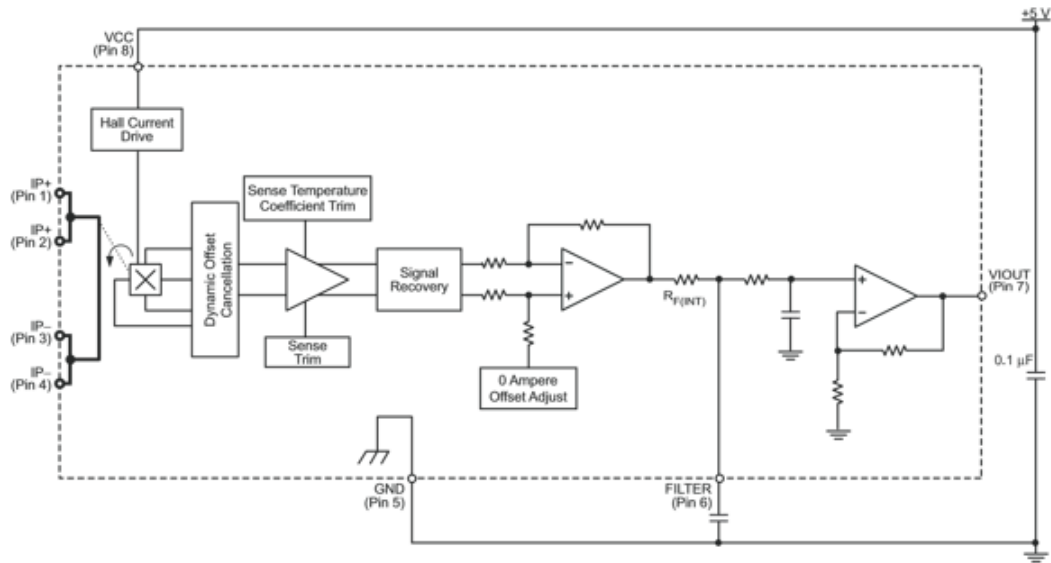 +5 V
VCC
(Pin 8)
Hall Current
Drive
IP+
(Pin 1)
IP+
(Pin 2)
IP–
(Pin 3)
IP–
(Pin 4)
Dynamic Offset
Cancellation
Sense Temperature
Coefficient Trim
Sense
Trim
Signal
Recovery
0 Ampere
Offset Adjust
–
+
RF(INT)
+
–
VIOUT
(Pin 7)
0.1 µF
GND
(Pin 5)
FILTER
(Pin 6)